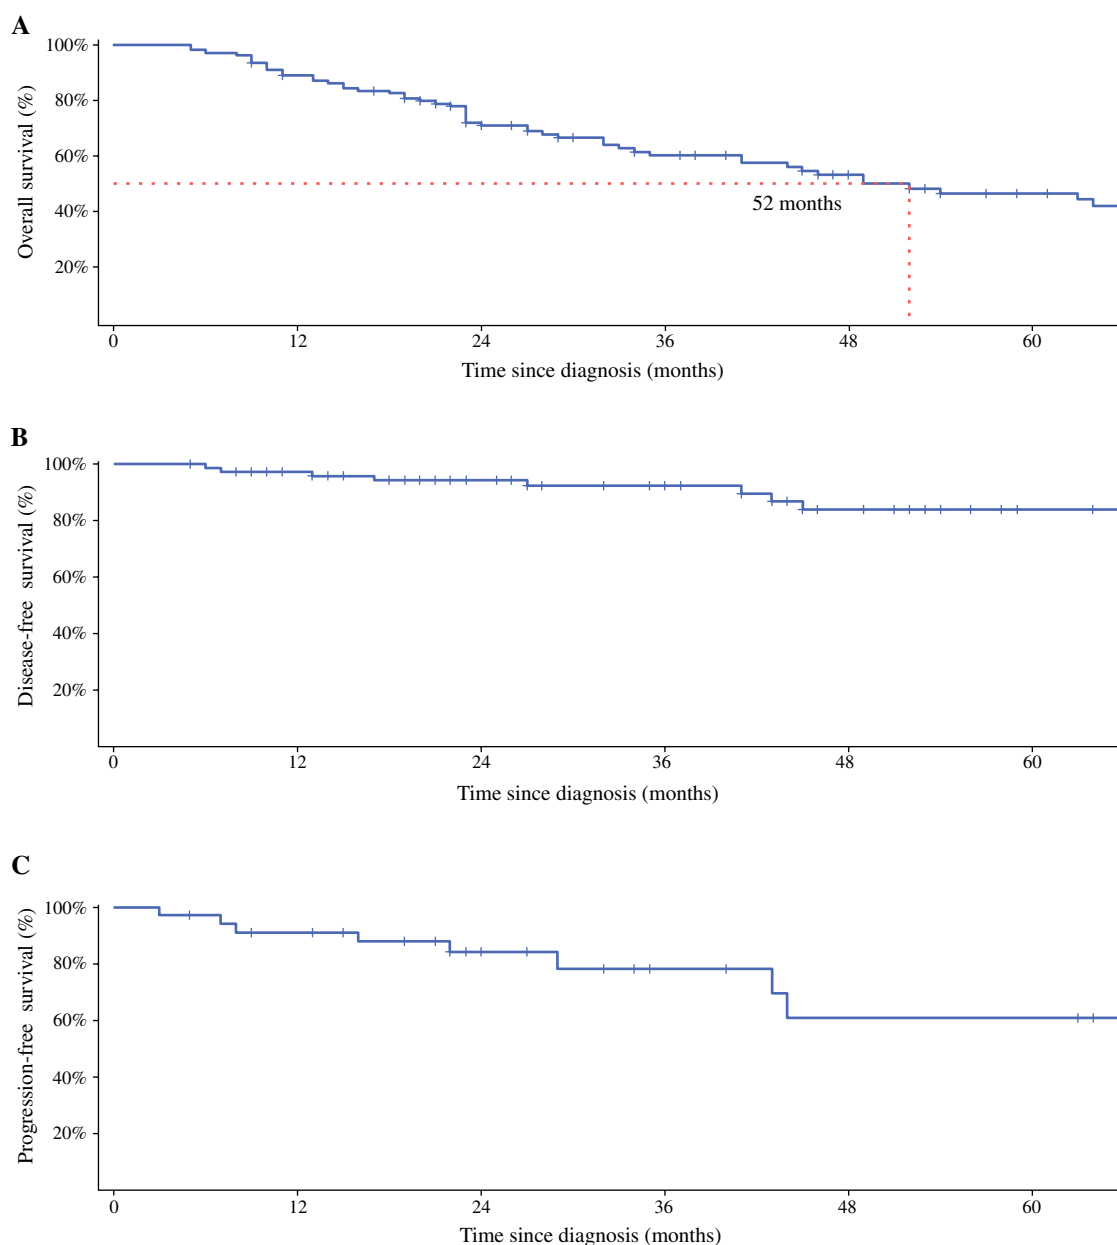 A
Overall survival (%)
100%
80%
60%
40%
20%
52 months
0 12 24 36 48 60
Time since diagnosis (months)
B
Disease-free survival (%)
100%
80%
60%
40%
20%
0 12 24 36 48 60
Time since diagnosis (months)
C
Progression-free survival (%)
100%
80%
60%
40%
20%
0 12 24 36 48 60
Time since diagnosis (months)